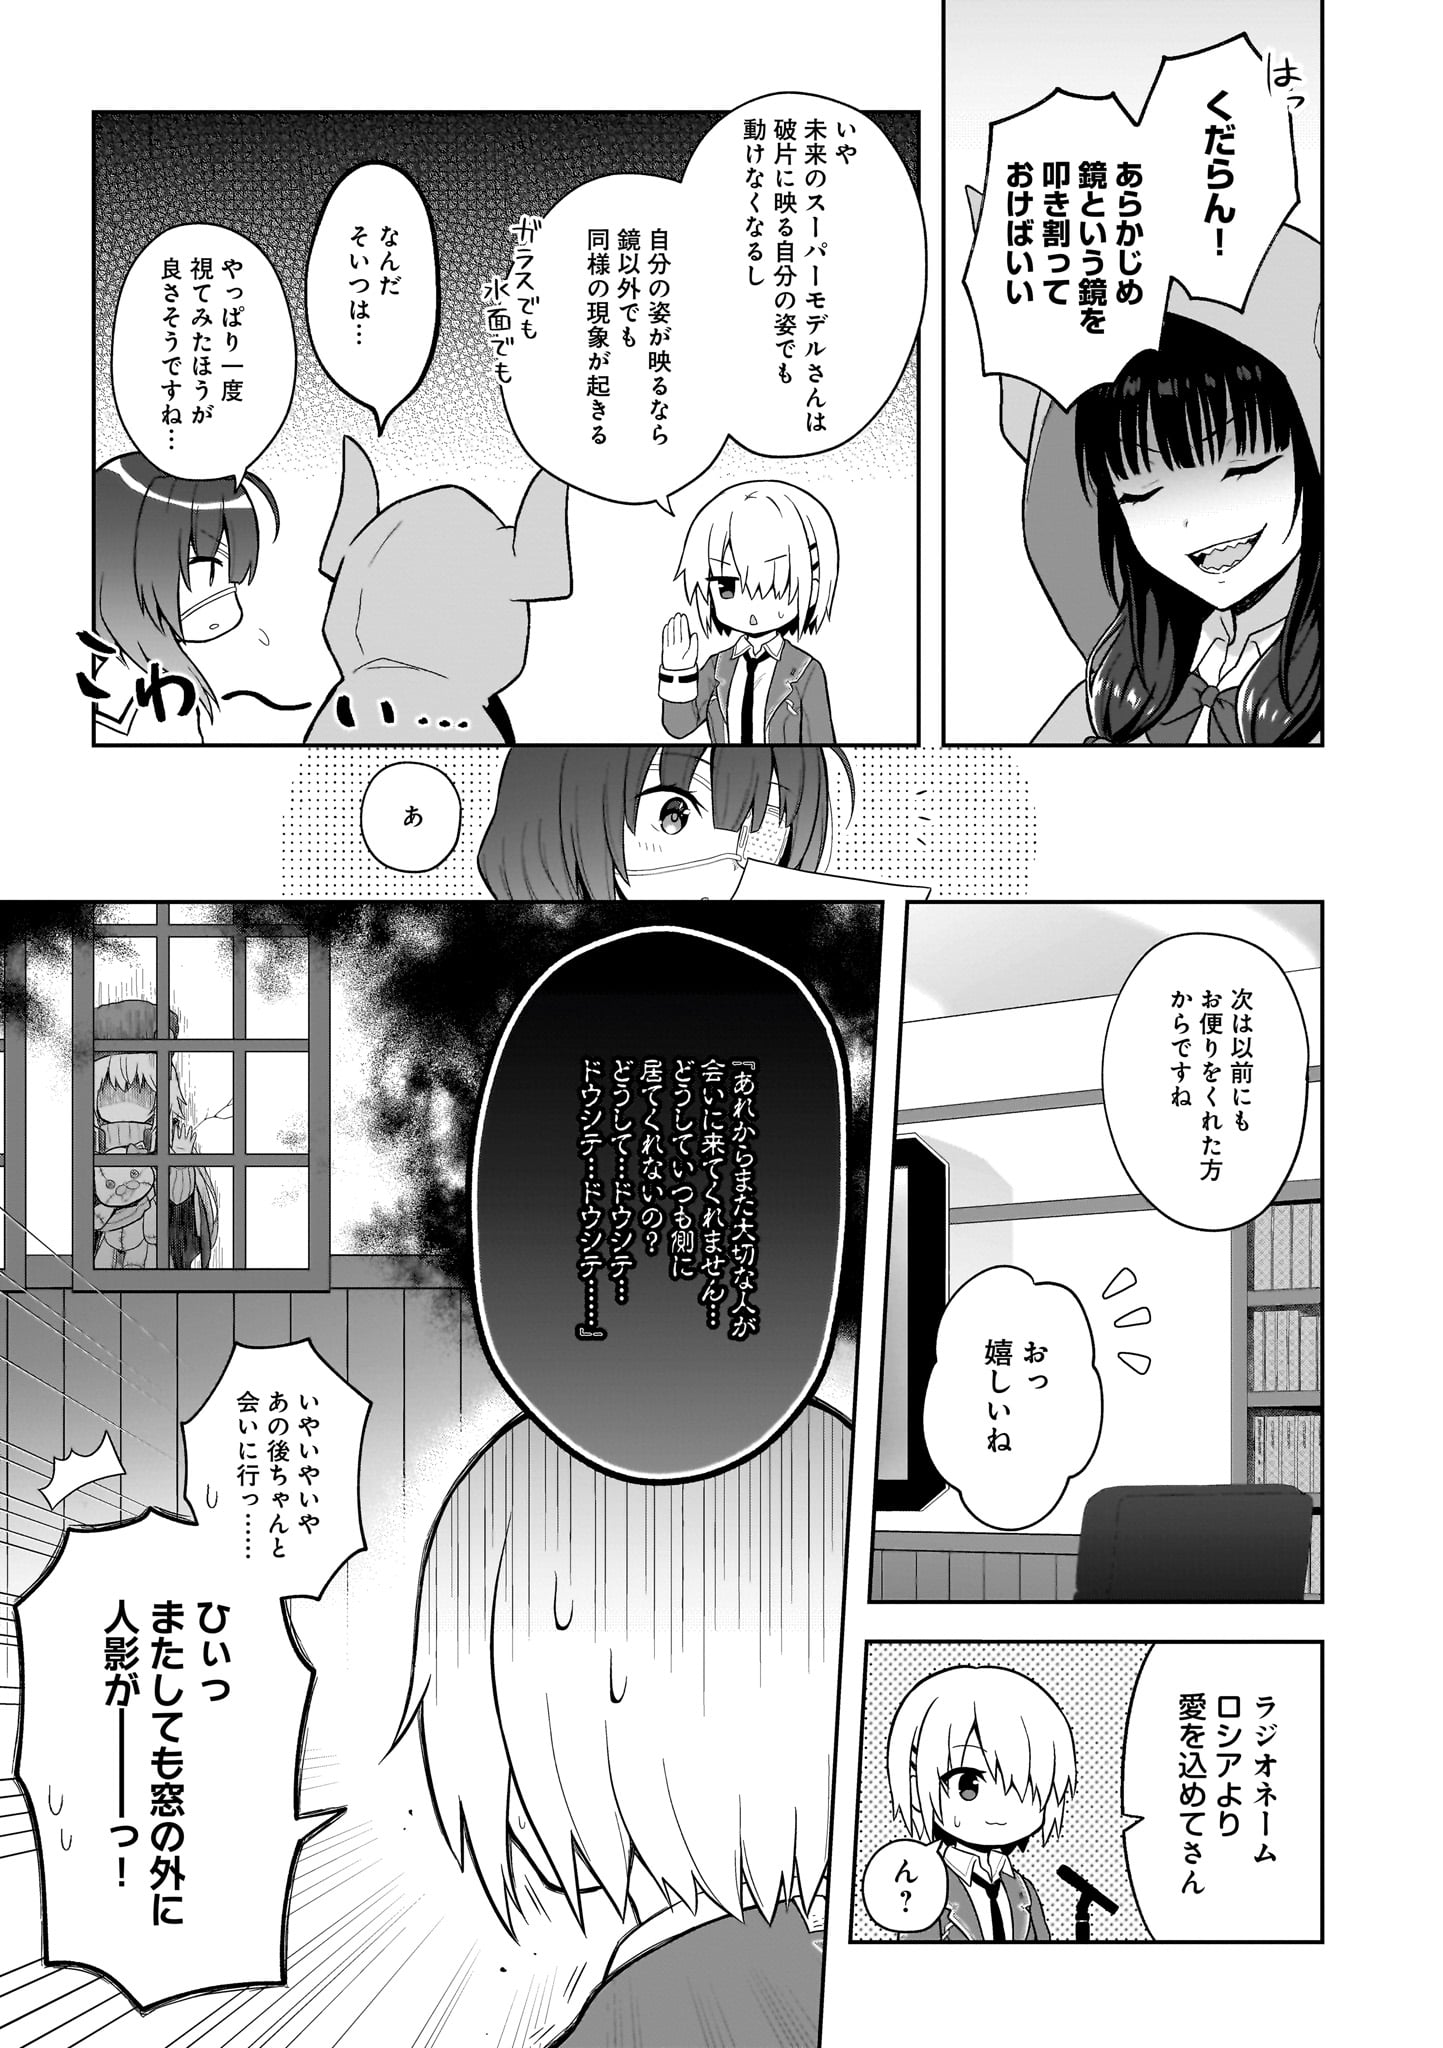 はっ
くだらん！
あらかじめ
鏡という鏡を
叩き割って
おけばいい
いや
未来のスーパーモデルさんは
破片に映る自分の姿でも
動けなくなるし
自分の姿が映るなら
鏡以外でも
同様の現象が起きる
ガラスでも
水面でも
なんだ
そいつは…
やっぱり一度
視てみたほうが
良さそうですね…
こわ〜い…
あ
次は以前にも
お便りをくれた方
からですね
おっ
嬉しいね
ラジオネーム
ロシアより
愛を込めてさん
ん？
『あれからまた大切な人が
会いに来てくれません…
どうしていつも側に
居てくれないの？
どうして…ドウシテ…
ドウシテ…ドウシテ……』
いやいやいや
あの後ちゃんと
会いに行っ……
ひぃっ
またしても窓の外に
人影が━━━っ！